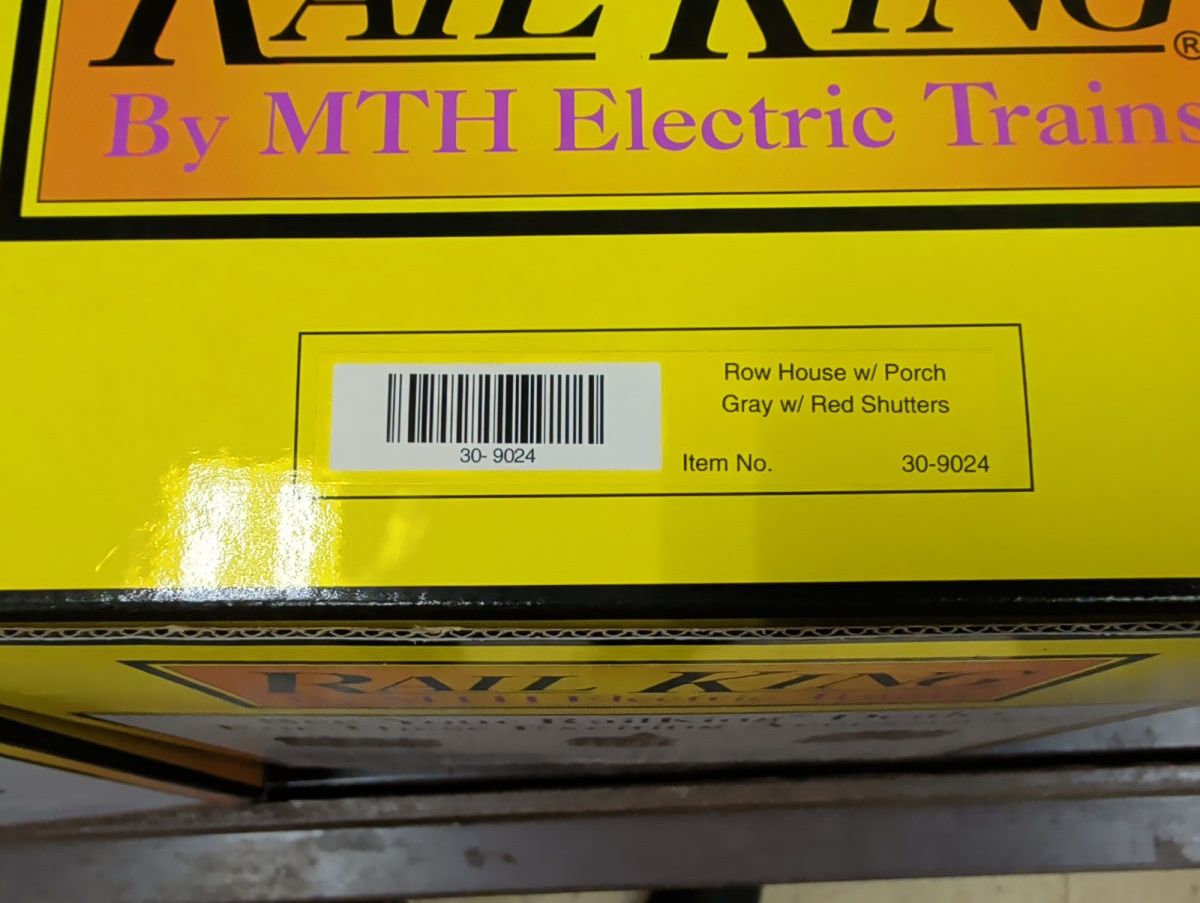 RAIL KING®
By MTH Electric Trains
Row House w/ Porch
Gray w/ Red Shutters
30- 9024
Item No. 30-9024
RAIL KING